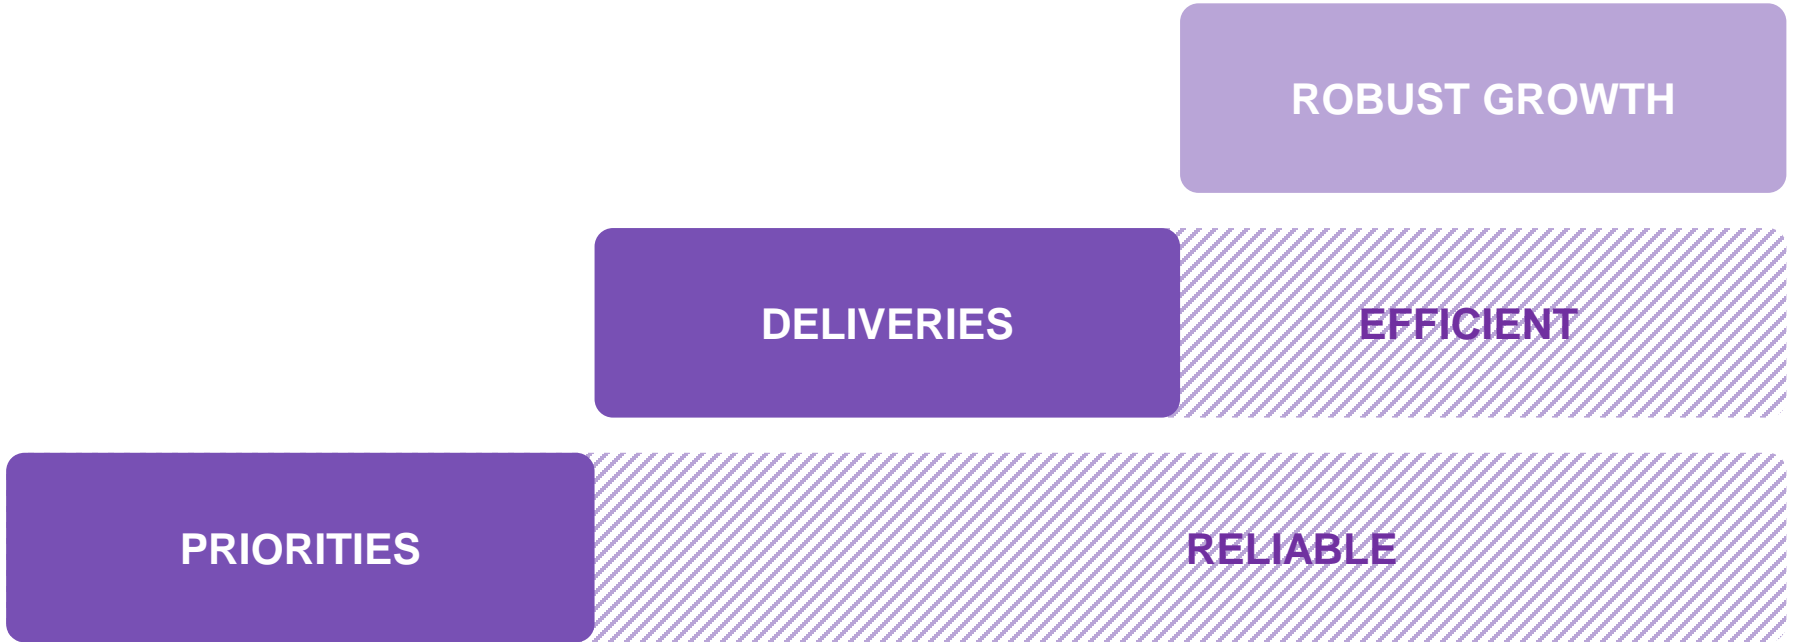 ROBUST GROWTH
DELIVERIES
EFFICIENT
PRIORITIES
RELIABLE